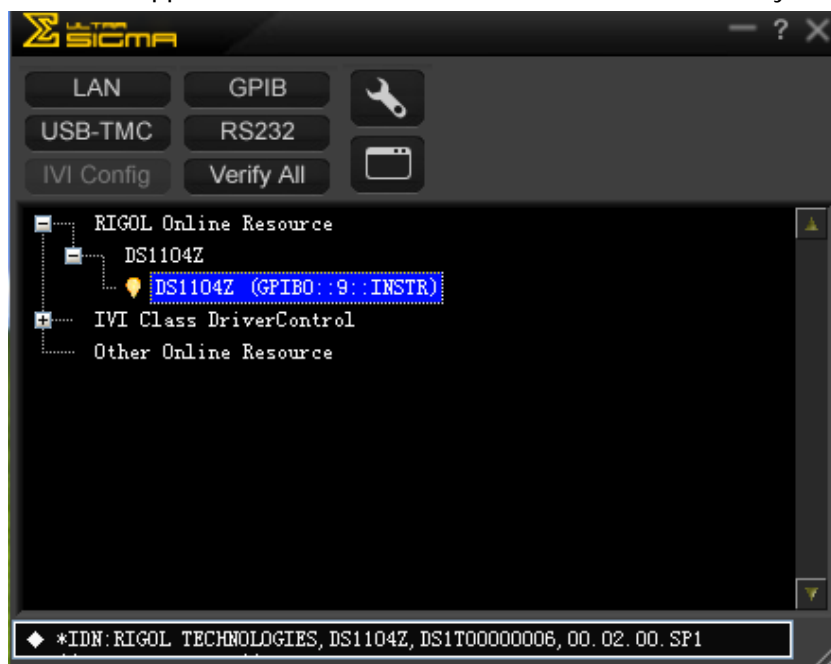 ULTRA
SIGMA
?
LAN GPIB
USB-TMC RS232
IVI Config Verify All
RIGOL Online Resource
DS1104Z
DS1104Z (GPIB0::9::INSTR)
IVI Class DriverControl
Other Online Resource
*IDN:RIGOL TECHNOLOGIES,DS1104Z,DS1T00000006,00.02.00.SP1